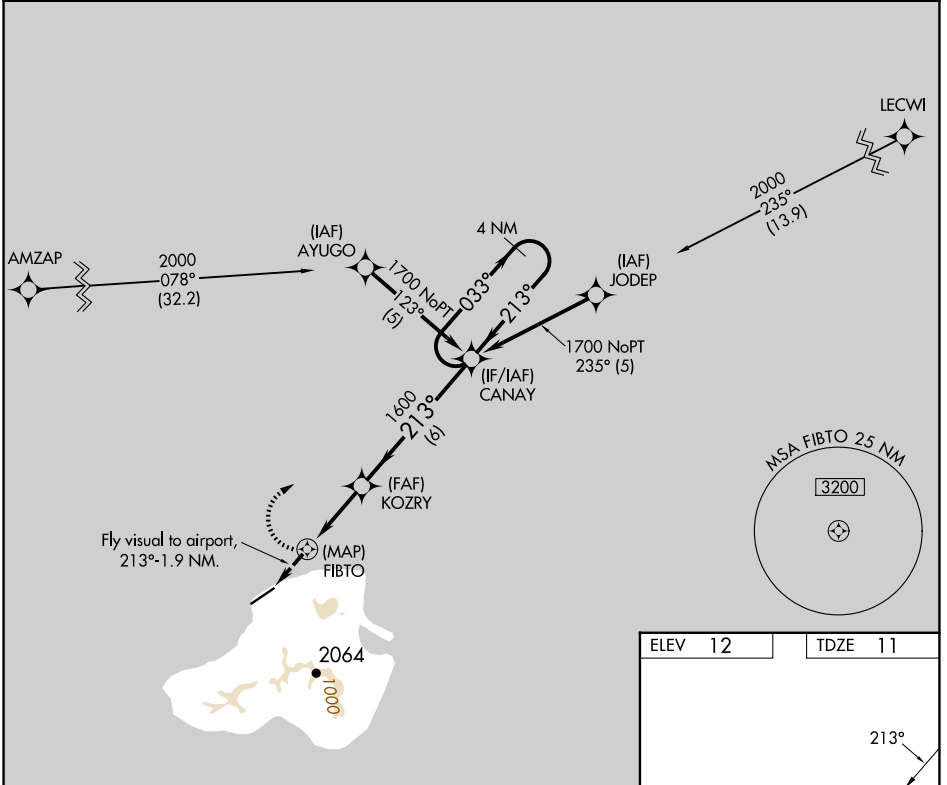 LECWI
2000
235°
(13.9)
AMZAP
2000
078°
(32.2)
(IAF)
AYUGO
4 NM
(IAF)
JODEP
1700 NoPT
123°
(5)
033°
213°
1700 NoPT
235° (5)
(IF/IAF)
CANAY
1600
213°
(6)
(FAF)
KOZRY
MSA FIBTO 25 NM
3200
Fly visual to airport,
213°-1.9 NM.
(MAP)
FIBTO
2064
1000
ELEV 12
TDZE 11
213°